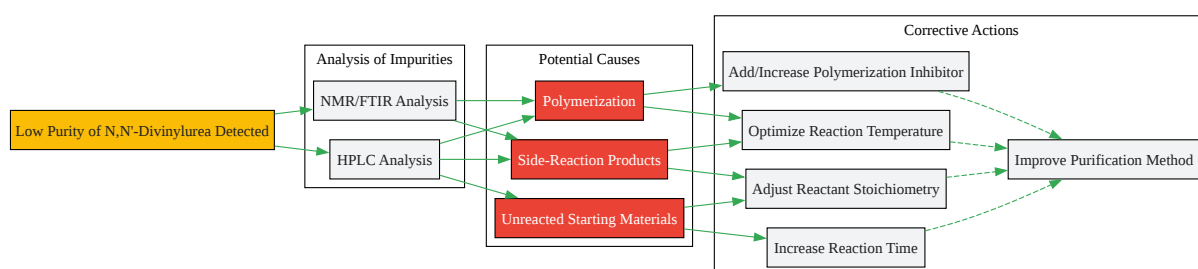 Low Purity of N,N'-Divinylurea Detected
Analysis of Impurities
NMR/FTIR Analysis
HPLC Analysis
Potential Causes
Polymerization
Side-Reaction Products
Unreacted Starting Materials
Corrective Actions
Add/Increase Polymerization Inhibitor
Optimize Reaction Temperature
Adjust Reactant Stoichiometry
Increase Reaction Time
Improve Purification Method